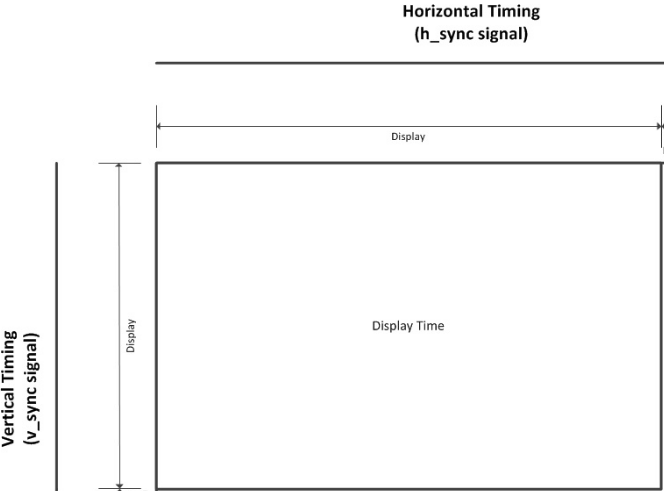 Horizontal Timing
(h_sync signal)
Display
Display Time
Display
Vertical Timing
(v_sync signal)